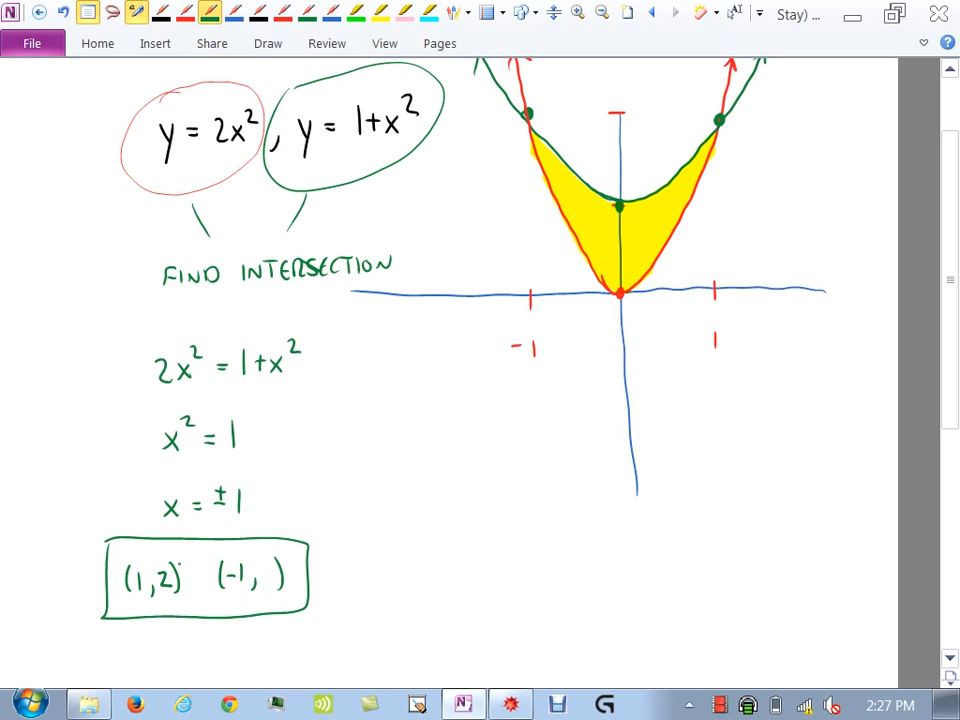 Stay) ...
File Home Insert Share Draw Review View Pages
y = 2x², y = 1+x²
FIND INTERSECTION
-1 1
2x² = 1+x²
x² = 1
x = ±1
(1,2) (-1, )
2:27 PM